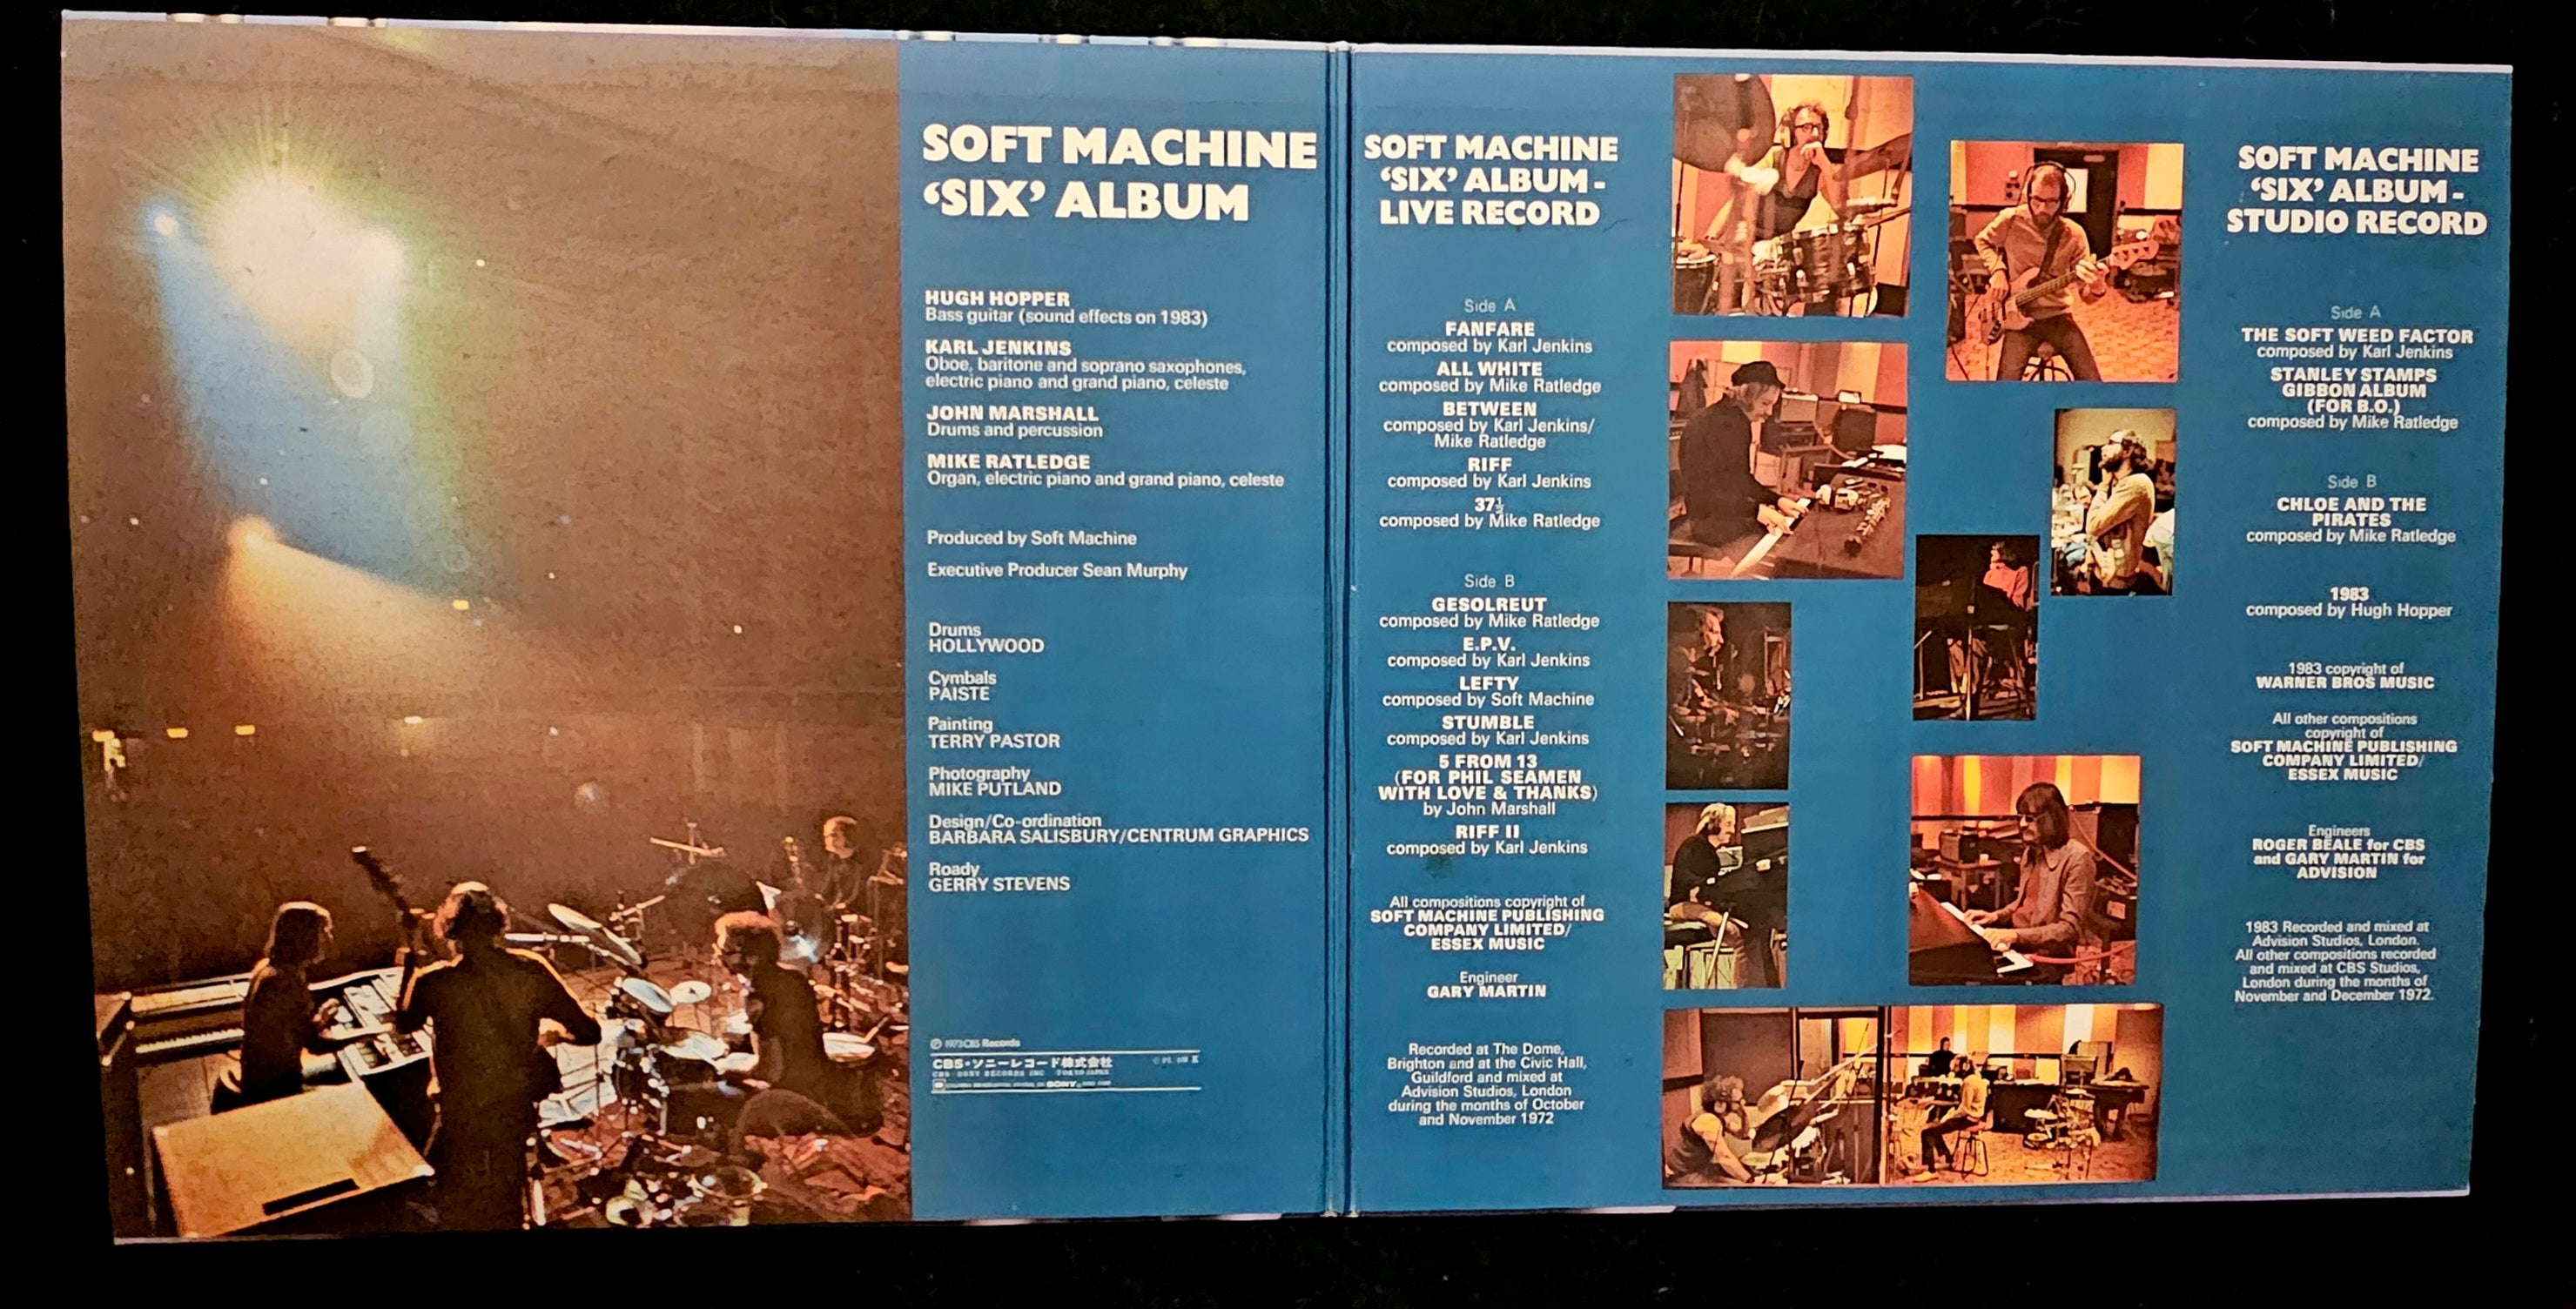 SOFT MACHINE
‘SIX’ ALBUM
HUGH HOPPER
Bass guitar (sound effects on 1983)
KARL JENKINS
Oboe, baritone and soprano saxophones,
electric piano and grand piano, celeste
JOHN MARSHALL
Drums and percussion
MIKE RATLEDGE
Organ, electric piano and grand piano, celeste
Produced by Soft Machine
Executive Producer Sean Murphy
Drums
HOLLYWOOD
Cymbals
PAISTE
Painting
TERRY PASTOR
Photography
MIKE PUTLAND
Design/Co-ordination
BARBARA SALISBURY/CENTRUM GRAPHICS
Roady
GERRY STEVENS
℗ 1973 CBS Records
CBS・ソニーレコード株式会社
CBS SONY RECORDS INC TOKYO JAPAN
SONY
SOFT MACHINE
‘SIX’ ALBUM -
LIVE RECORD
Side A
FANFARE
composed by Karl Jenkins
ALL WHITE
composed by Mike Ratledge
BETWEEN
composed by Karl Jenkins/
Mike Ratledge
RIFF
composed by Karl Jenkins
37½
composed by Mike Ratledge
Side B
GESOLREUT
composed by Mike Ratledge
E.P.V.
composed by Karl Jenkins
LEFTY
composed by Soft Machine
STUMBLE
composed by Karl Jenkins
5 FROM 13
(FOR PHIL SEAMEN
WITH LOVE & THANKS)
by John Marshall
RIFF II
composed by Karl Jenkins
All compositions copyright of
SOFT MACHINE PUBLISHING
COMPANY LIMITED/
ESSEX MUSIC
Engineer
GARY MARTIN
Recorded at The Dome,
Brighton and at the Civic Hall,
Guildford and mixed at
Advision Studios, London
during the months of October
and November 1972
SOFT MACHINE
‘SIX’ ALBUM -
STUDIO RECORD
Side A
THE SOFT WEED FACTOR
composed by Karl Jenkins
STANLEY STAMPS
GIBBON ALBUM
(FOR B.O.)
composed by Mike Ratledge
Side B
CHLOE AND THE
PIRATES
composed by Mike Ratledge
1983
composed by Hugh Hopper
1983 copyright of
WARNER BROS MUSIC
All other compositions
copyright of
SOFT MACHINE PUBLISHING
COMPANY LIMITED/
ESSEX MUSIC
Engineers
ROGER BEALE for CBS
and GARY MARTIN for
ADVISION
1983 Recorded and mixed at
Advision Studios, London.
All other compositions recorded
and mixed at CBS Studios,
London during the months of
November and December 1972.